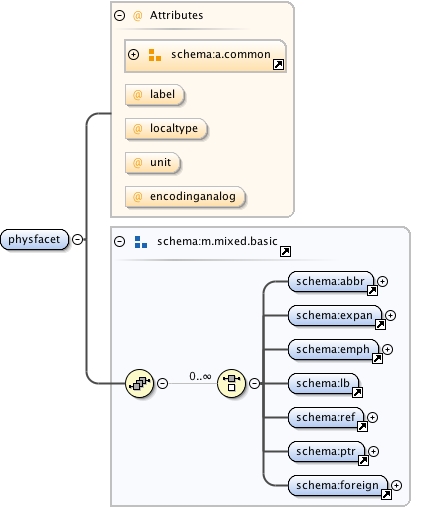 @ Attributes
schema:a.common
@ label
@ localtype
@ unit
@ encodinganalog
physfacet
schema:m.mixed.basic
schema:abbr
schema:expan
schema:emph
0..∞
schema:lb
schema:ref
schema:ptr
schema:foreign